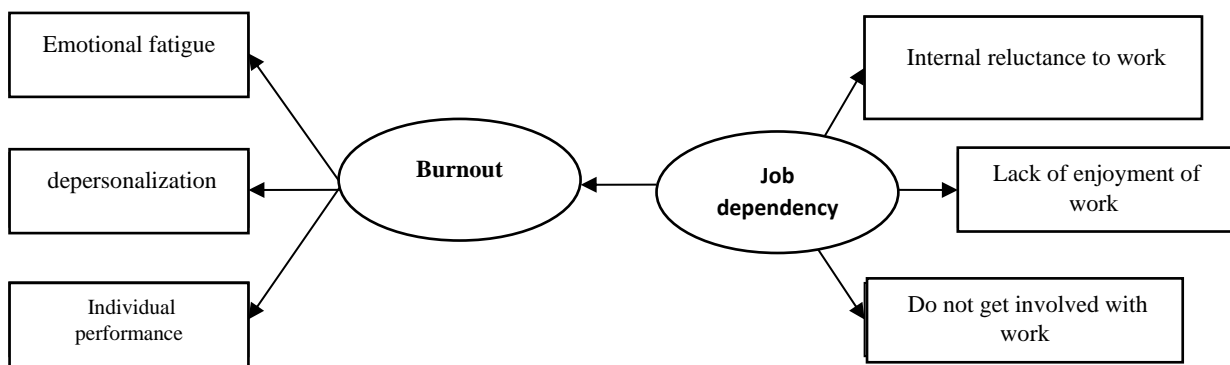 Emotional fatigue
depersonalization
Individual
performance
Burnout
Job
dependency
Internal reluctance to work
Lack of enjoyment of
work
Do not get involved with
work